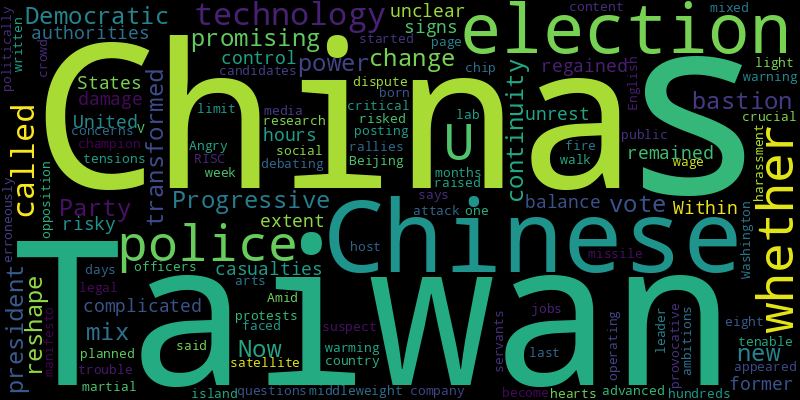 politically
written
Democratic
authorities
crowd
technology
promising
unclear
signs
page
content
mixed
election
started
States
damage
United
concerns
V
champion
tensions
China
S
control
candidates
power
change
dispute
chip
regained
English
light
warning
transformed
limit
Angry
RISC
week
media
research
hours
social
debating
born
critical
risked
posting
rallies
Beijing
U
lab
months
raised
continuity
unrest
fire
walk
remained
public
wage
bastion
crucial
called
opposition
Party
risky
Progressive
extent
says
attack
one
balance
vote
Within
harassment
whether
erroneously
Taiwan
police
officers
casualties
Chinese
host
missile
Washington
president
reshape
manifesto
days
legal
complicated
mix
planned
trouble
martial
said
arts
Amid
protests
faced
Now
satellite
suspect
warming
country
island
questions
middleweight
company
servants
become
jobs
last
hearts
operating
advanced
leader
provocative
ambitions
hundreds
eight
appeared
new
tenable
former